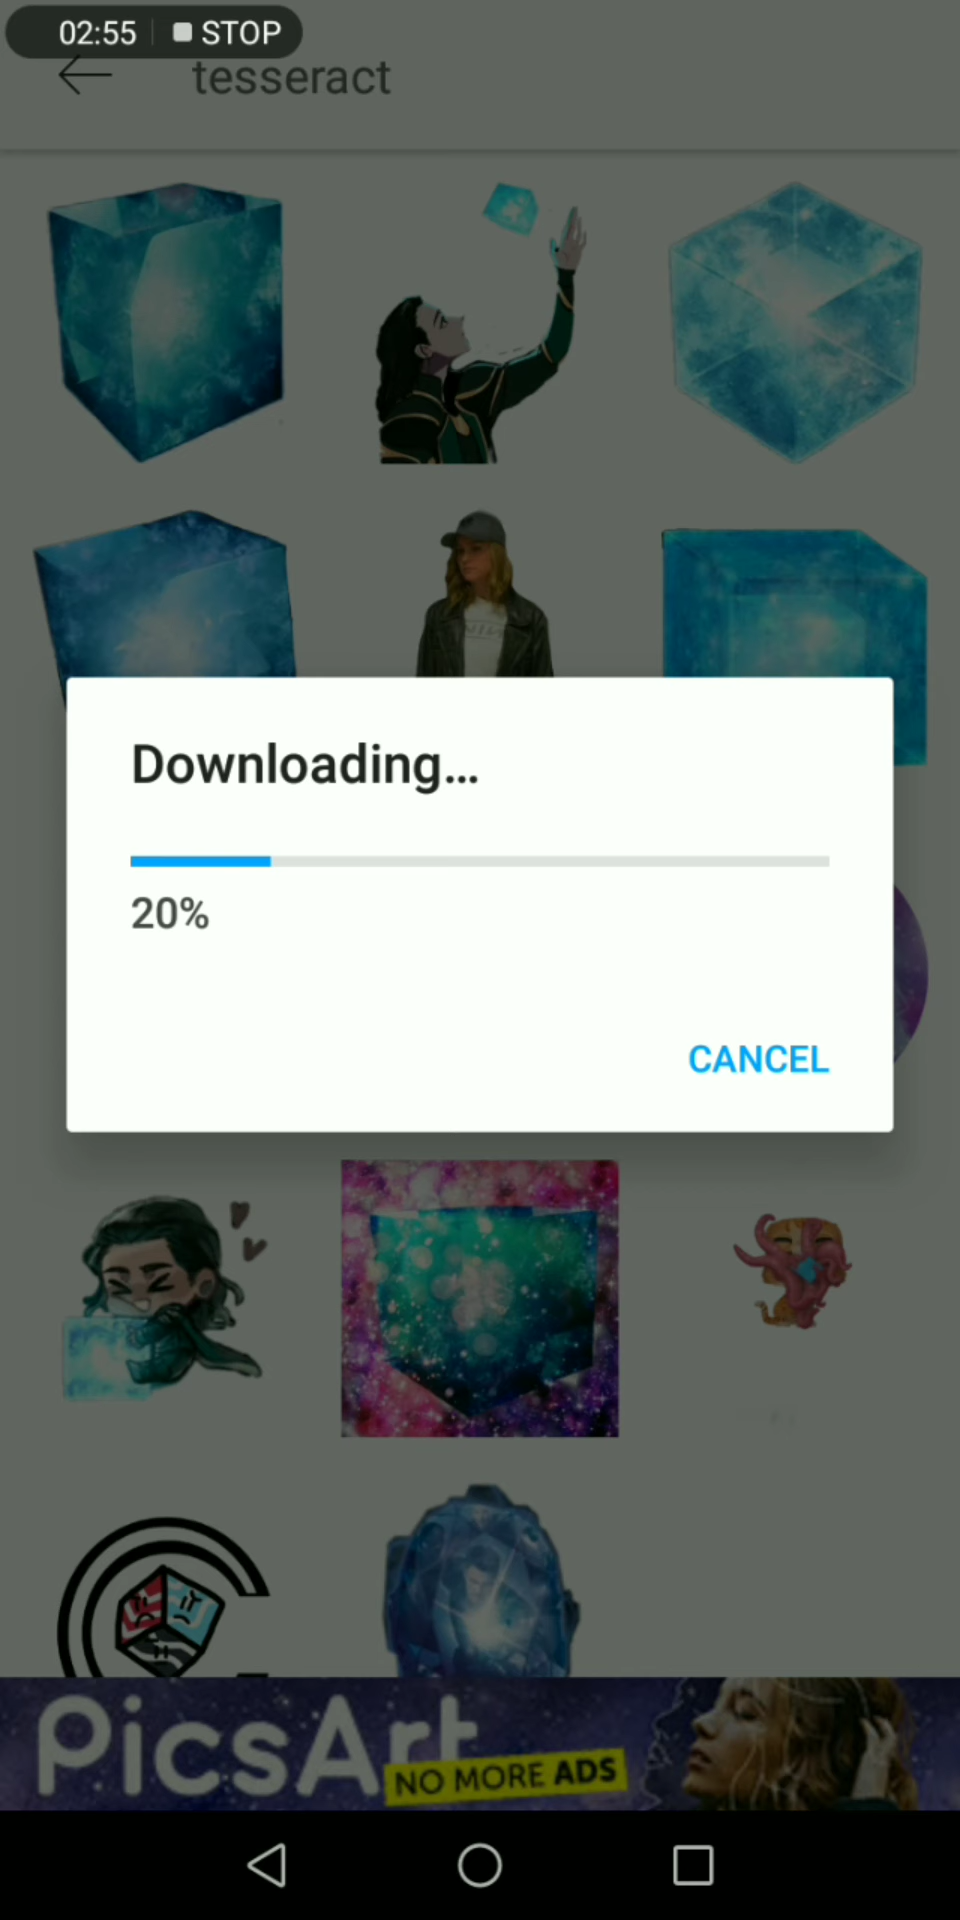 02:55 STOP
tesseract
Downloading...
20%
CANCEL
PicsArt
NO MORE ADS